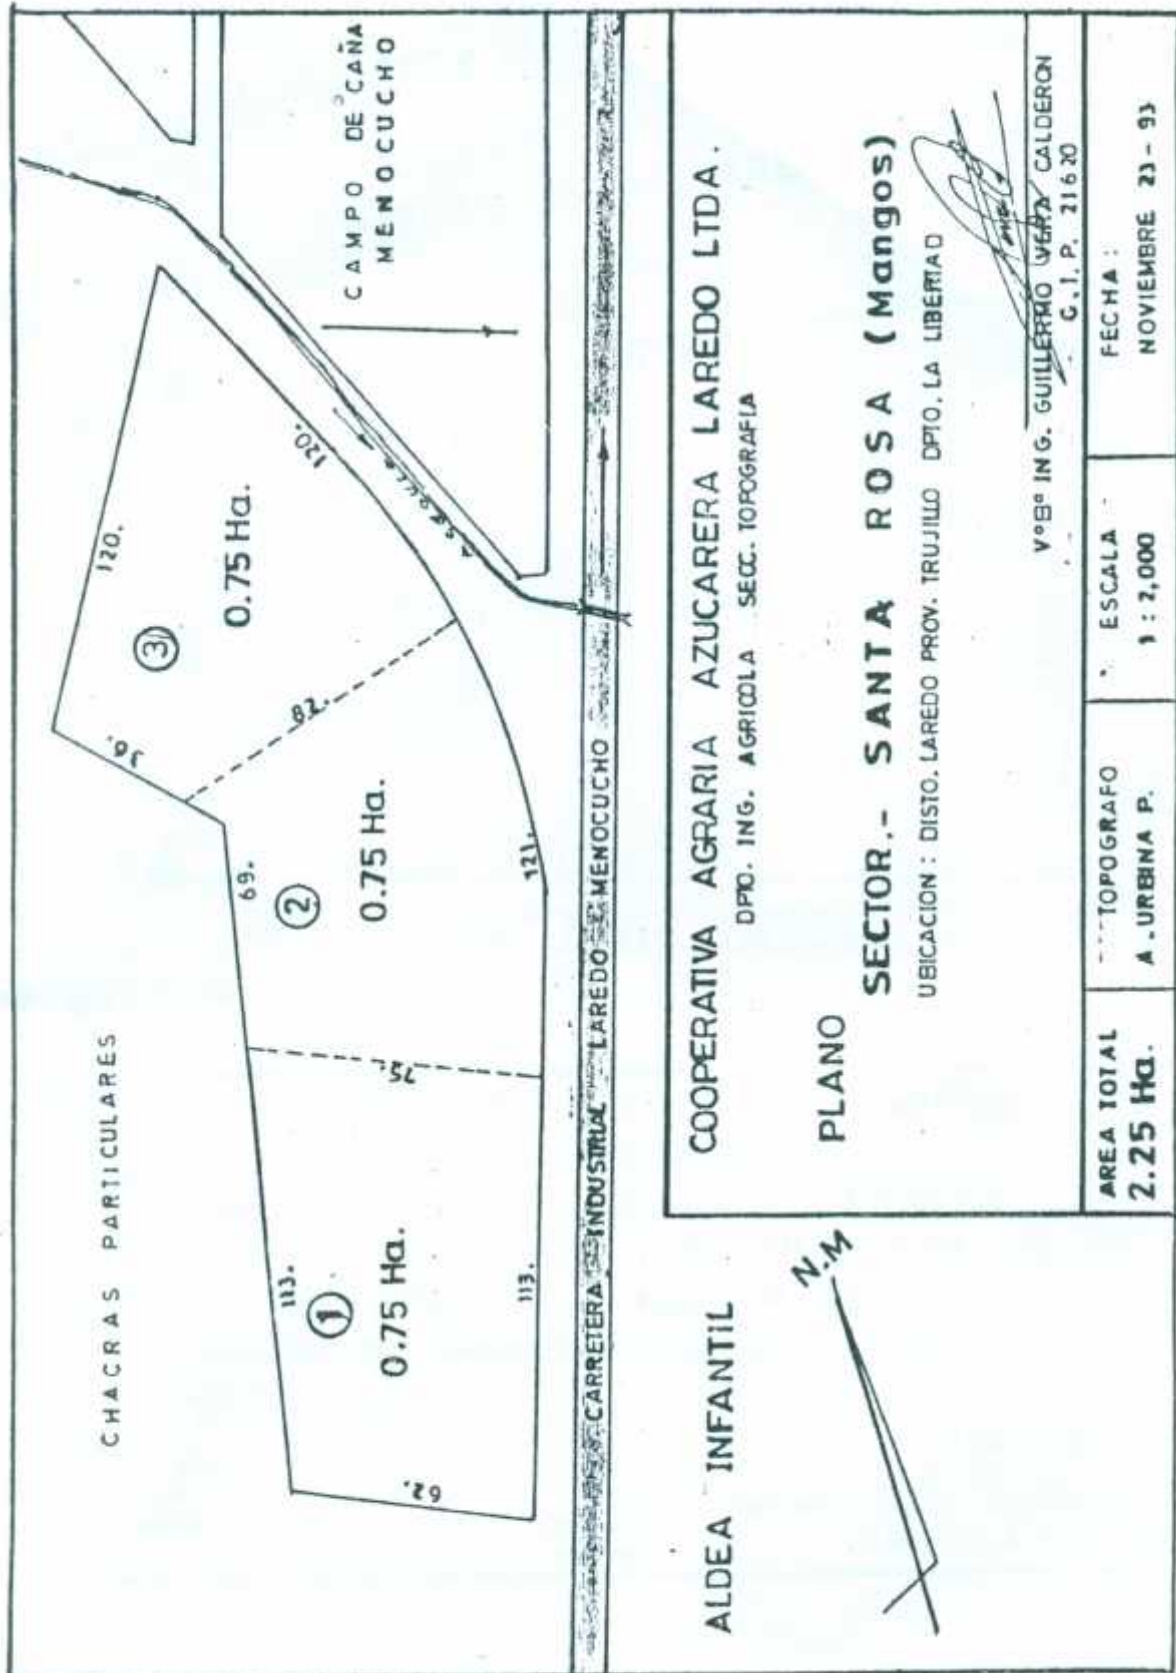 CHACRAS PARTICULARES
CAMPO DE CAÑA
MENOCUCHO
120.
36.
3
0.75 Ha.
120.
82.
ASEQUIA
69.
2
0.75 Ha.
121.
75.
113.
1
0.75 Ha.
113.
62.
CARRETERA INDUSTRIAL LAREDO MENOCUCHO
ALDEA INFANTIL
N.M
COOPERATIVA AGRARIA AZUCARERA LAREDO LTDA.
DPTO. ING. AGRICOLA SECC. TOPOGRAFIA
PLANO
SECTOR.- SANTA ROSA (Mangos)
UBICACION : DISTO. LAREDO PROV. TRUJILLO DPTO. LA LIBERTAD
V°B° ING. GUILLERMO VERA CALDERON
C.I.P. 21620
AREA TOTAL
2.25 Ha.
TOPOGRAFO
A.URBINA P.
ESCALA
1 : 2,000
FECHA :
NOVIEMBRE 23 - 93